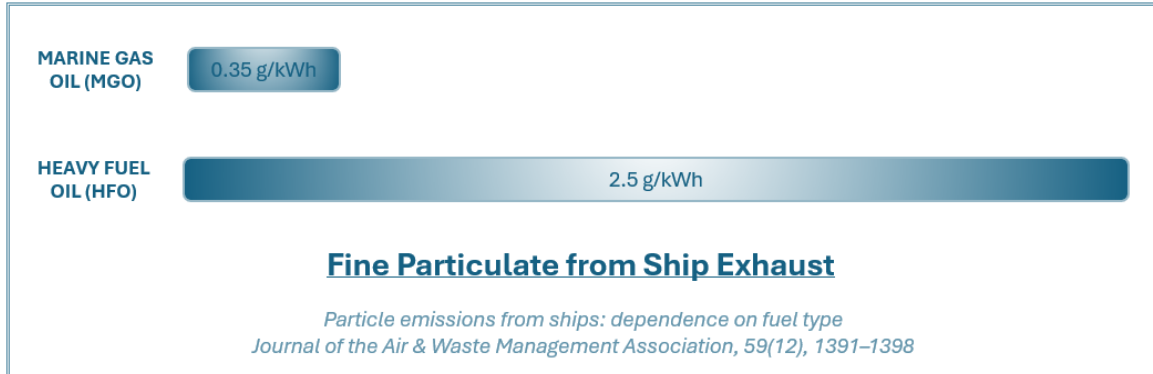 MARINE GAS
OIL (MGO)
0.35 g/kWh
HEAVY FUEL
OIL (HFO)
2.5 g/kWh
Fine Particulate from Ship Exhaust
Particle emissions from ships: dependence on fuel type
Journal of the Air & Waste Management Association, 59(12), 1391–1398